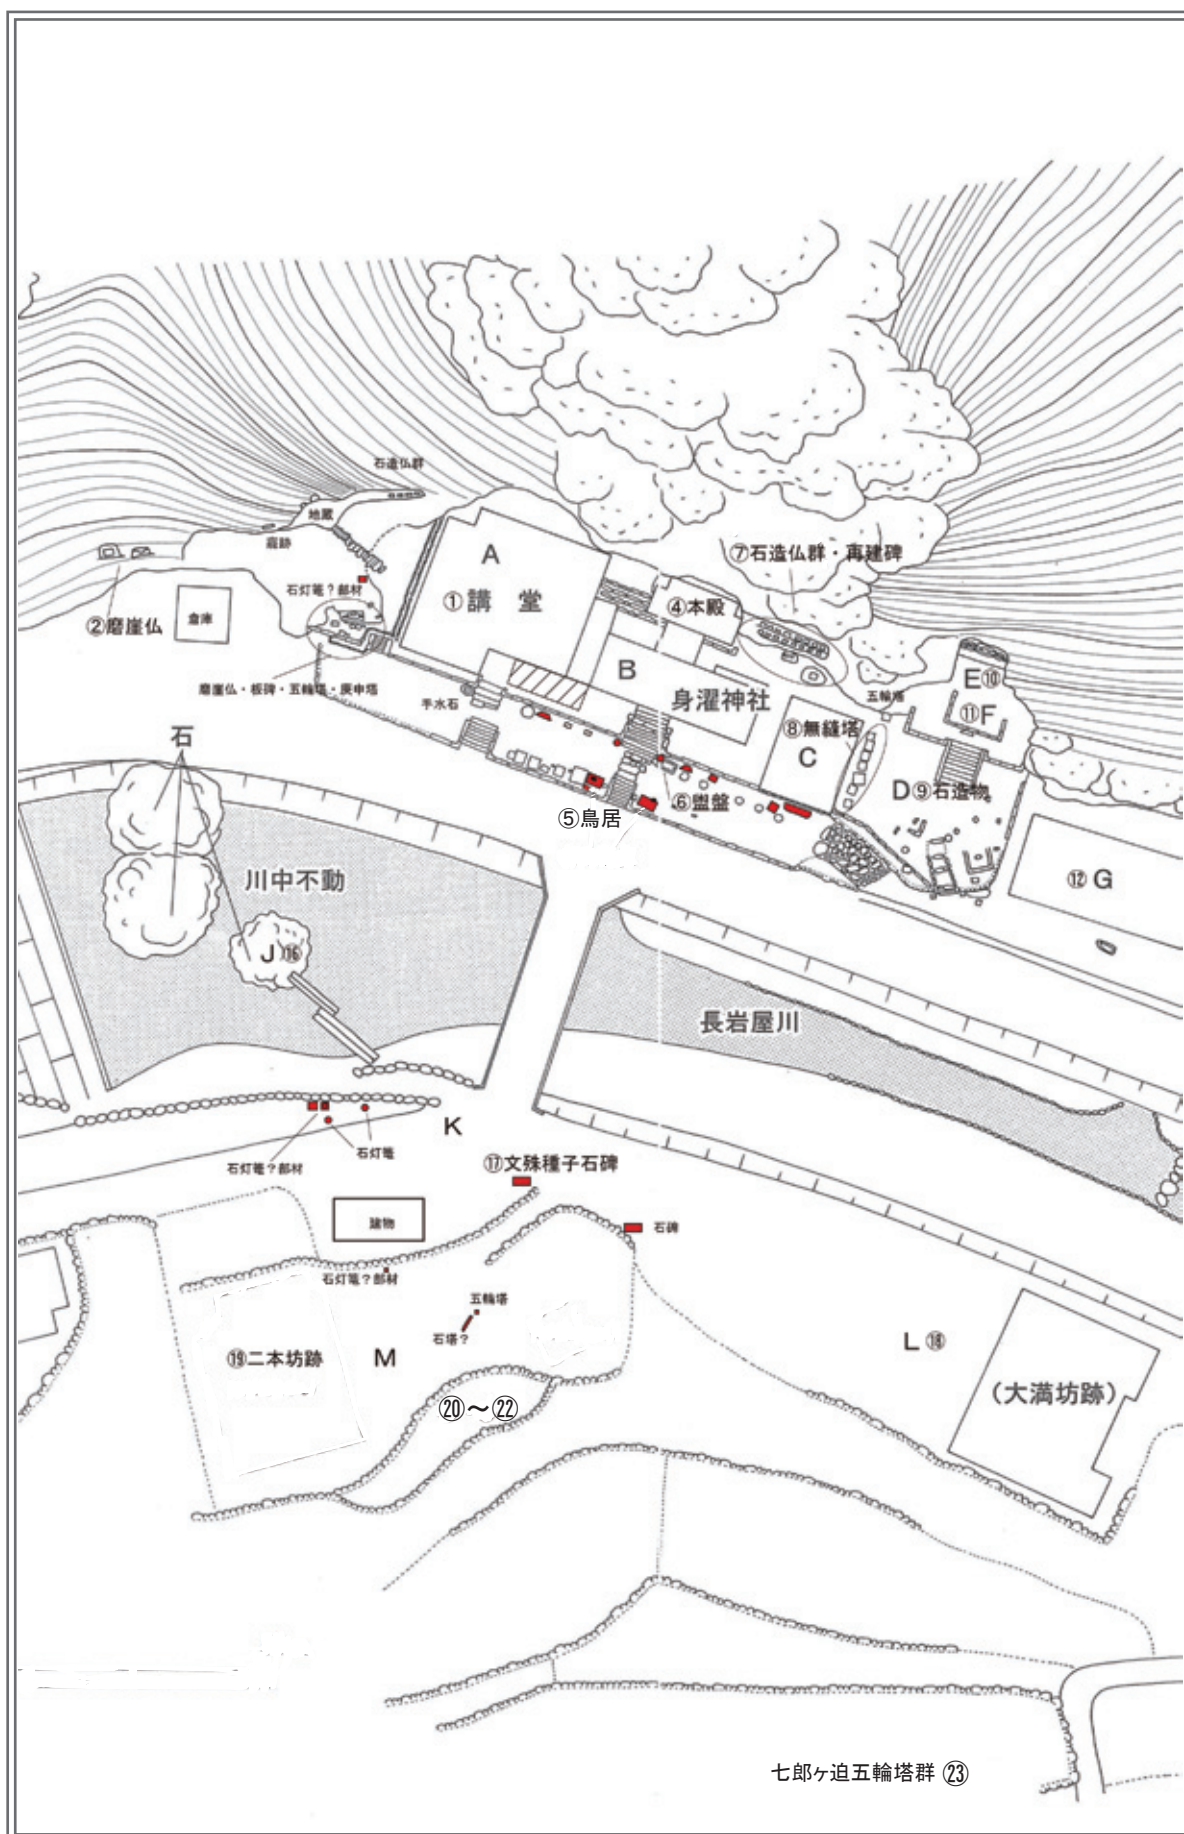 石造仏群
地蔵
窟跡
石灯篭?部材
②磨崖仏
倉庫
磨崖仏・板碑・五輪塔・庚申塔
A
①講 堂
手水石
④本殿
⑦石造仏群・再建碑
B
身濯神社
⑧無縫塔
C
五輪塔
E⑩
⑪F
D⑨石造物
⑤鳥居
⑥盥盤
⑫G
石
川中不動
J⑯
長岩屋川
K
石灯篭
石灯篭?部材
⑰文殊種子石碑
建物
石碑
石灯篭?部材
五輪塔
石塔?
⑲二本坊跡
M
⑳〜㉒
L⑱
(大満坊跡)
七郎ヶ迫五輪塔群㉓